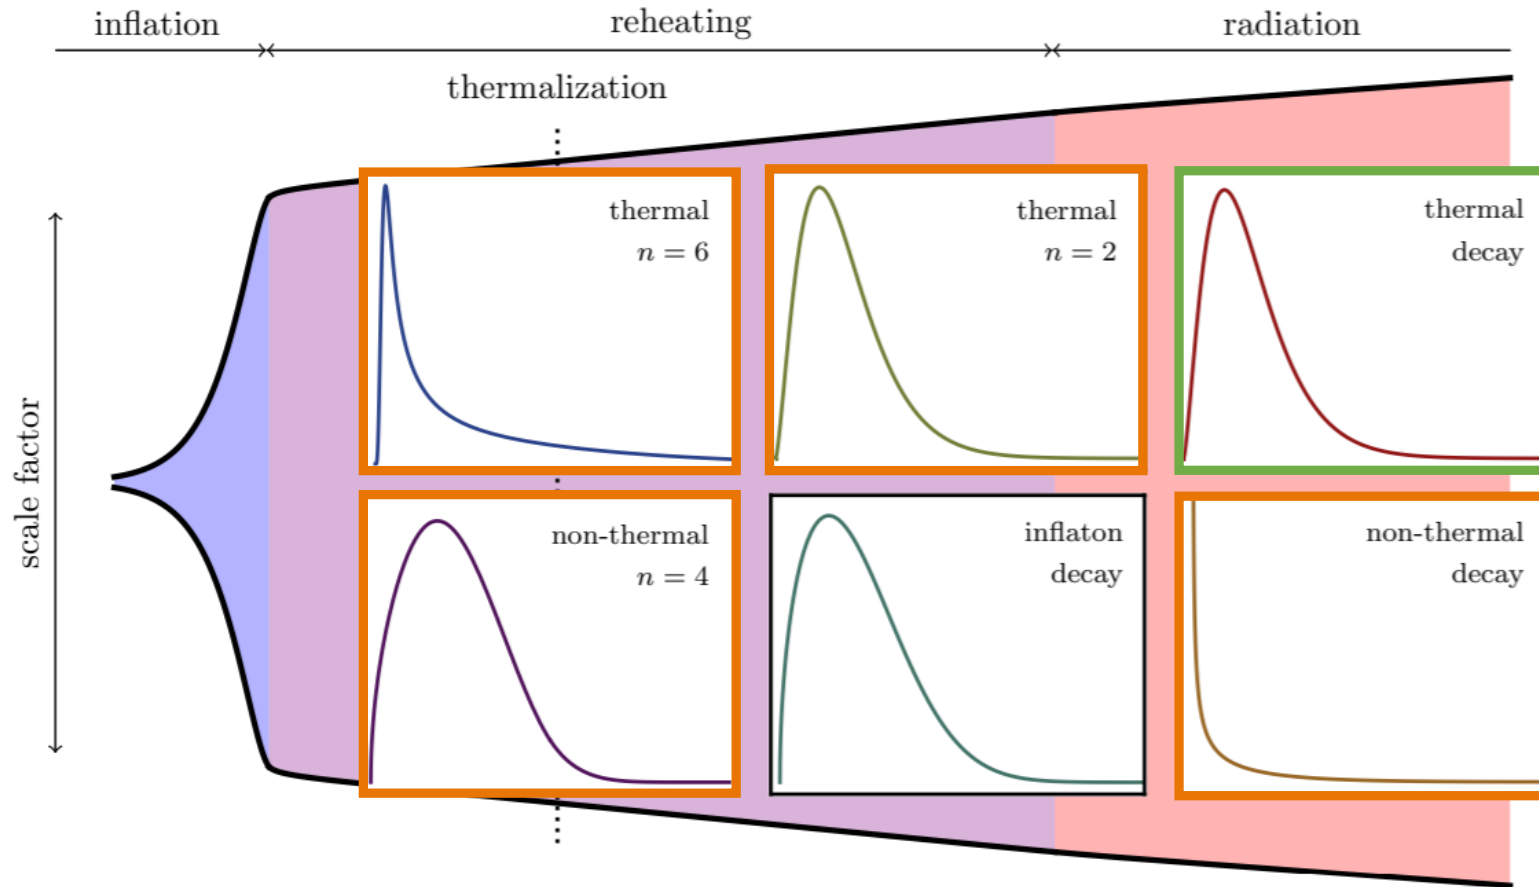 inflation
reheating
radiation
thermalization
scale factor
thermal
n = 6
thermal
n = 2
thermal
decay
non-thermal
n = 4
inflaton
decay
non-thermal
decay